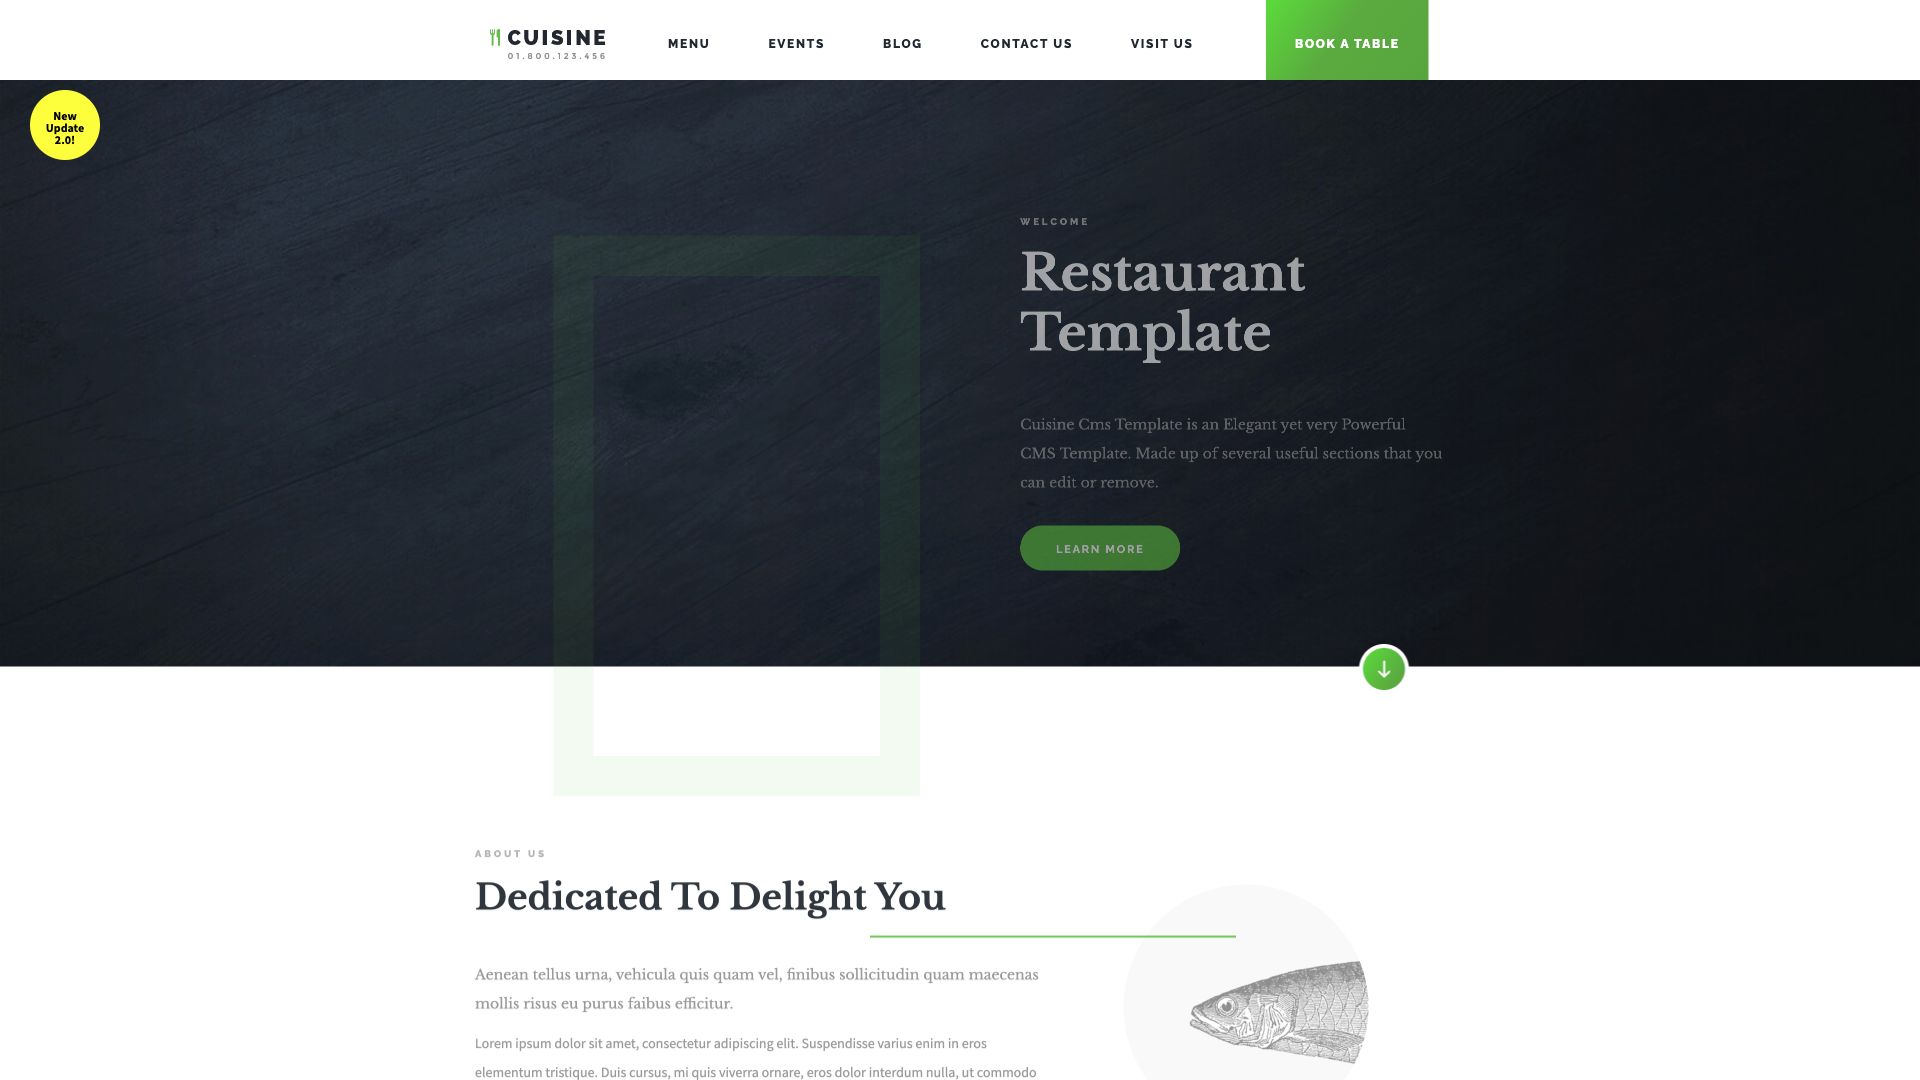 CUISINE
01.800.123.456
MENU
EVENTS
BLOG
CONTACT US
VISIT US
BOOK A TABLE
New
Update
2.0!
WELCOME
Restaurant
Template
Cuisine Cms Template is an Elegant yet very Powerful
CMS Template. Made up of several useful sections that you
can edit or remove.
LEARN MORE
ABOUT US
Dedicated To Delight You
Aenean tellus urna, vehicula quis quam vel, finibus sollicitudin quam maecenas
mollis risus eu purus faibus efficitur.
Lorem ipsum dolor sit amet, consectetur adipiscing elit. Suspendisse varius enim in eros
elementum tristique. Duis cursus, mi quis viverra ornare, eros dolor interdum nulla, ut commodo